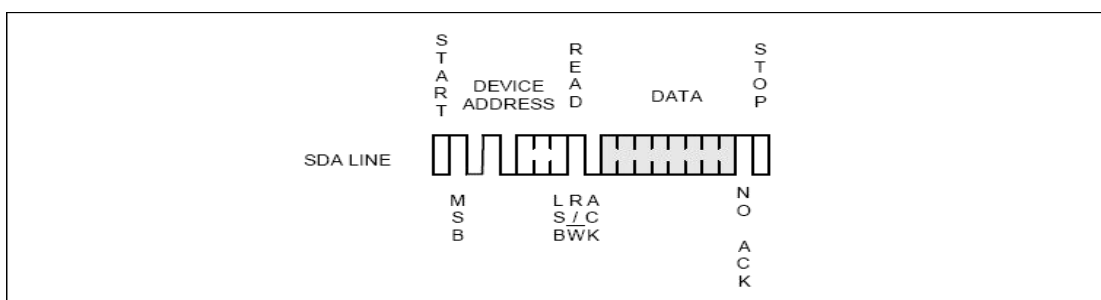 START
DEVICE
ADDRESS
READ
DATA
STOP
SDA LINE
MSB
LSB
R/W
ACK
NO ACK